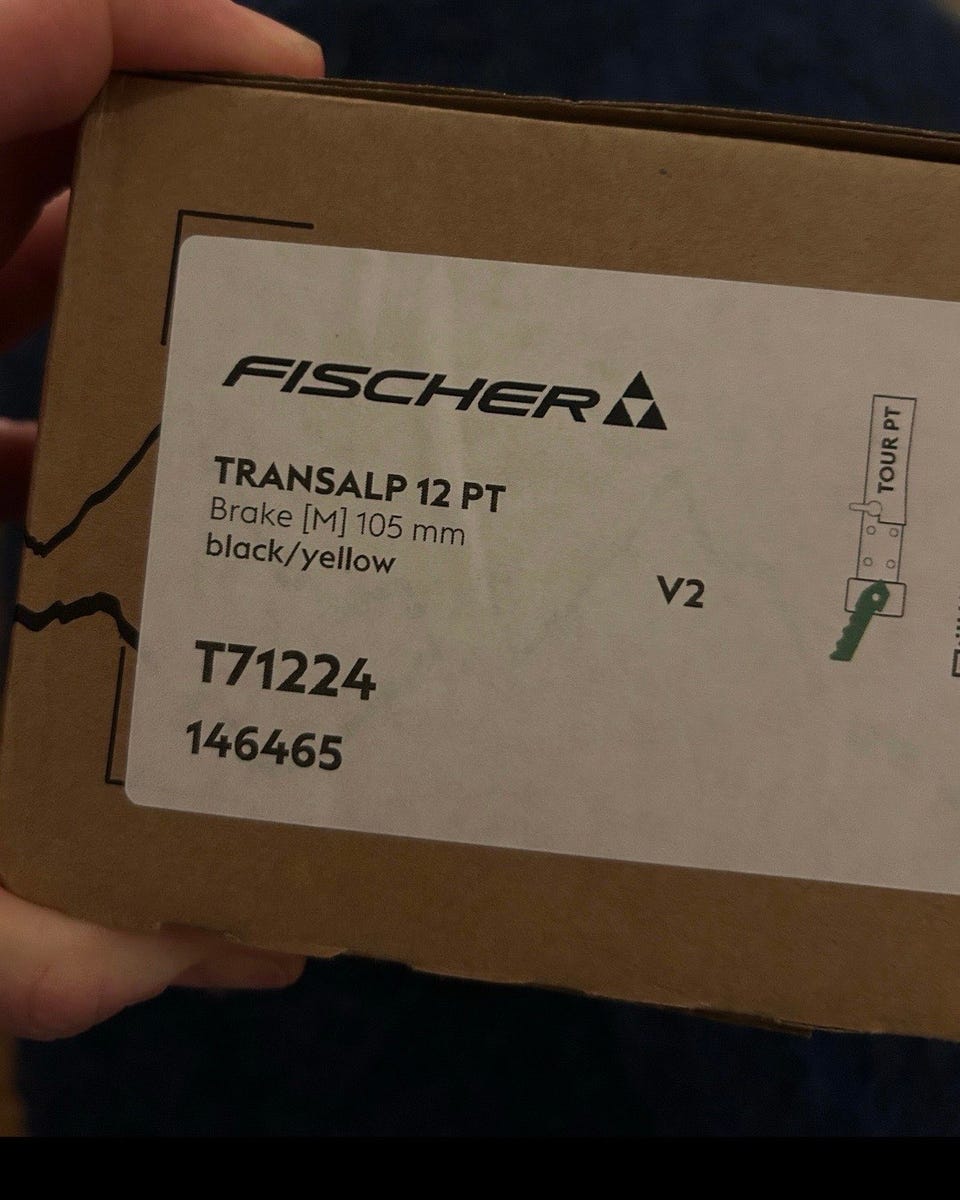 FISCHER
TRANSALP 12 PT
Brake [M] 105 mm
black/yellow
V2
T71224
146465
TOUR PT